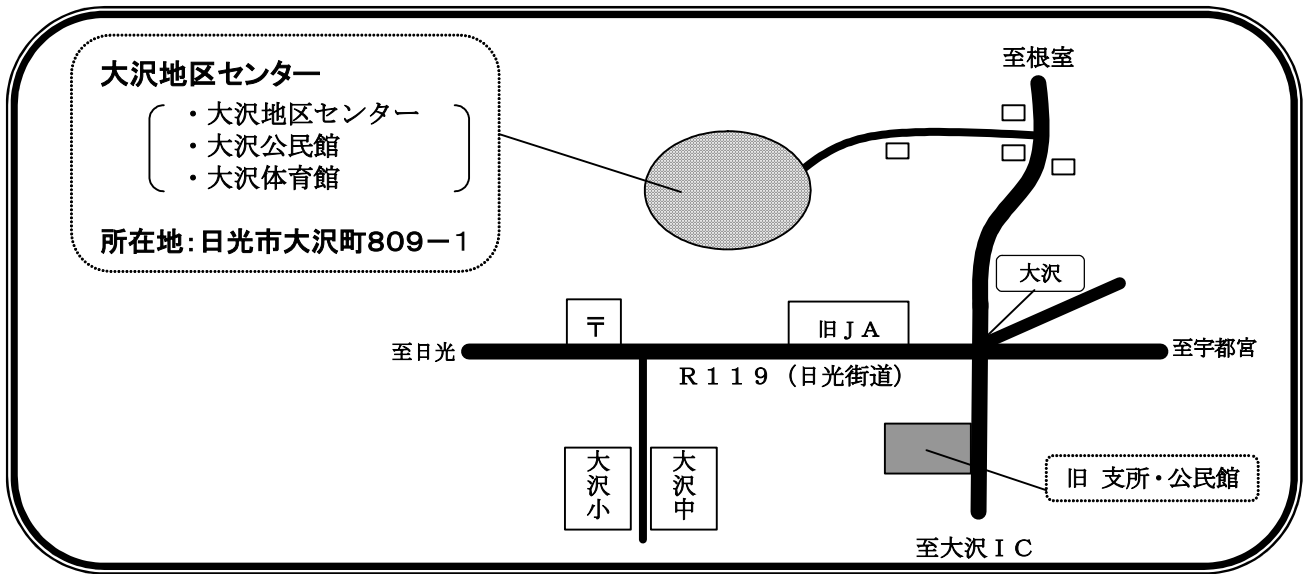 大沢地区センター
・大沢地区センター
・大沢公民館
・大沢体育館
所在地：日光市大沢町８０９－１
至根室
大沢
〒
旧ＪＡ
至日光
至宇都宮
Ｒ１１９（日光街道）
大沢小
大沢中
旧 支所・公民館
至大沢ＩＣ